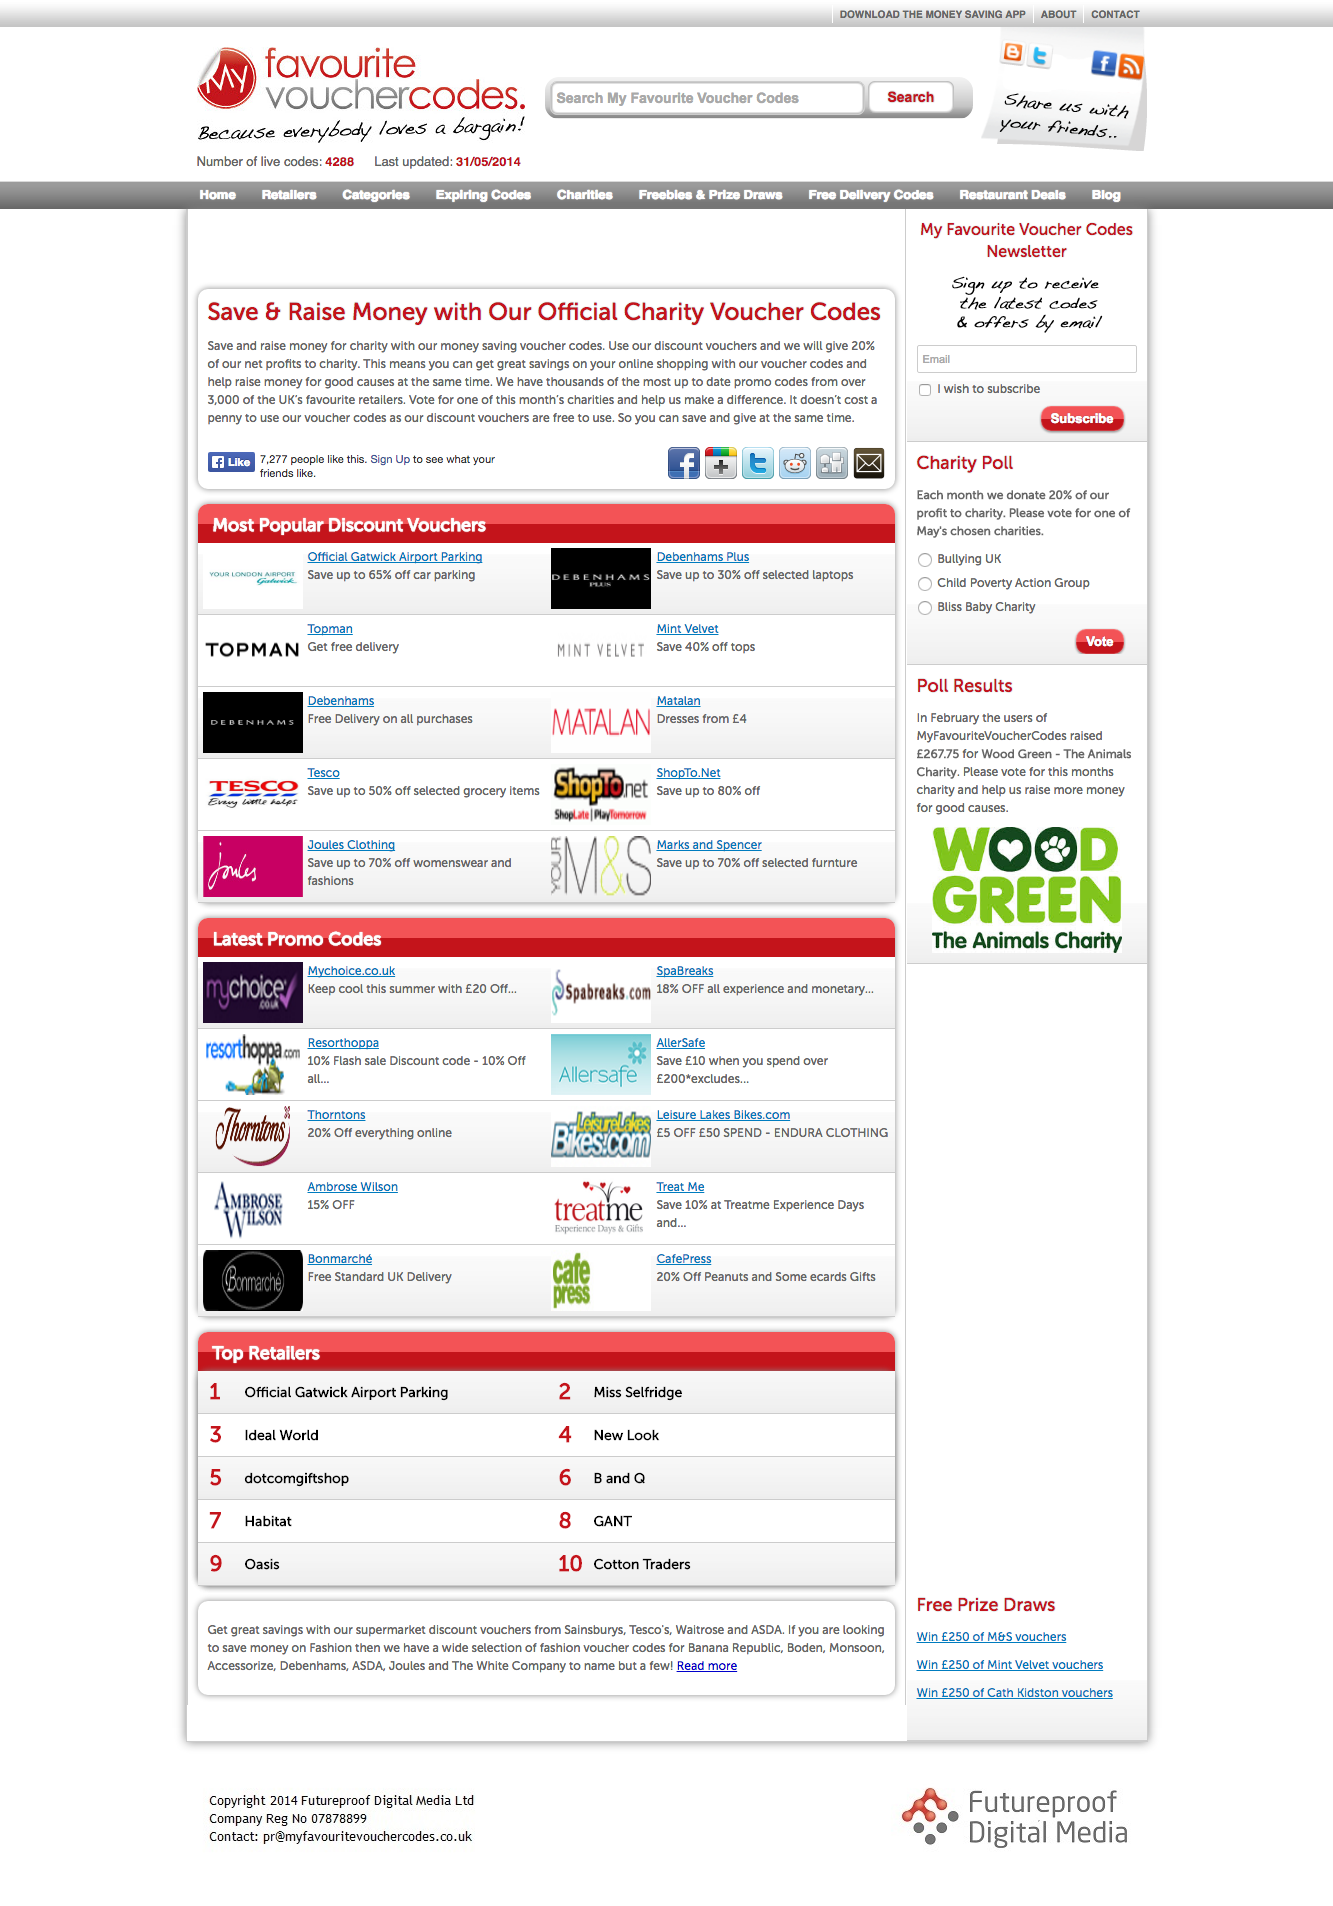 DOWNLOAD THE MONEY SAVING APP
ABOUT
CONTACT
My favourite
vouchercodes.
Because everybody loves a bargain!
Number of live codes: 4288 Last updated: 31/05/2014
Search My Favourite Voucher Codes
Search
Share us with
your friends..
Home Retailers Categories Expiring Codes Charities Freebies & Prize Draws Free Delivery Codes Restaurant Deals Blog
Save & Raise Money with Our Official Charity Voucher Codes
Save and raise money for charity with our money saving voucher codes. Use our discount vouchers and we will give 20%
of our net profits to charity. This means you can get great savings on your online shopping with our voucher codes and
help raise money for good causes at the same time. We have thousands of the most up to date promo codes from over
3,000 of the UK's favourite retailers. Vote for one of this month's charities and help us make a difference. It doesn't cost a
penny to use our voucher codes as our discount vouchers are free to use. So you can save and give at the same time.
Like
7,277 people like this. Sign Up to see what your
friends like.
Most Popular Discount Vouchers
YOUR LONDON AIRPORT
Gatwick
Official Gatwick Airport Parking
Save up to 65% off car parking
DEBENHAMS
PLUS
Debenhams Plus
Save up to 30% off selected laptops
TOPMAN
Topman
Get free delivery
MINT VELVET
Mint Velvet
Save 40% off tops
DEBENHAMS
Debenhams
Free Delivery on all purchases
MATALAN
Matalan
Dresses from £4
TESCO
Every little helps
Tesco
Save up to 50% off selected grocery items
ShopTo.net
ShopLate | PlayTomorrow
ShopTo.Net
Save up to 80% off
Joules
Joules Clothing
Save up to 70% off womenswear and
fashions
YOUR M&S
Marks and Spencer
Save up to 70% off selected furnture
Latest Promo Codes
mychoice
.co.uk
Mychoice.co.uk
Keep cool this summer with £20 Off...
Spabreaks.com
SpaBreaks
18% OFF all experience and monetary...
resorthoppa.com
Resorthoppa
10% Flash sale Discount code - 10% Off
all...
Allersafe
AllerSafe
Save £10 when you spend over
£200*excludes...
Thorntons
Thorntons
20% Off everything online
LeisureLakes
Bikes.com
Leisure Lakes Bikes.com
£5 OFF £50 SPEND - ENDURA CLOTHING
AMBROSE
WILSON
Ambrose Wilson
15% OFF
treatme
Experience Days & Gifts
Treat Me
Save 10% at Treatme Experience Days
and...
Bonmarché
Bonmarché
Free Standard UK Delivery
cafe
press
CafePress
20% Off Peanuts and Some ecards Gifts
Top Retailers
1 Official Gatwick Airport Parking
2 Miss Selfridge
3 Ideal World
4 New Look
5 dotcomgiftshop
6 B and Q
7 Habitat
8 GANT
9 Oasis
10 Cotton Traders
Get great savings with our supermarket discount vouchers from Sainsburys, Tesco's, Waitrose and ASDA. If you are looking
to save money on Fashion then we have a wide selection of fashion voucher codes for Banana Republic, Boden, Monsoon,
Accessorize, Debenhams, ASDA, Joules and The White Company to name but a few! Read more
My Favourite Voucher Codes
Newsletter
Sign up to receive
the latest codes
& offers by email
Email
I wish to subscribe
Subscribe
Charity Poll
Each month we donate 20% of our
profit to charity. Please vote for one of
May's chosen charities.
Bullying UK
Child Poverty Action Group
Bliss Baby Charity
Vote
Poll Results
In February the users of
MyFavouriteVoucherCodes raised
£267.75 for Wood Green - The Animals
Charity. Please vote for this months
charity and help us raise more money
for good causes.
WOOD
GREEN
The Animals Charity
Free Prize Draws
Win £250 of M&S vouchers
Win £250 of Mint Velvet vouchers
Win £250 of Cath Kidston vouchers
Copyright 2014 Futureproof Digital Media Ltd
Company Reg No 07878899
Contact: pr@myfavouritevouchercodes.co.uk
Futureproof
Digital Media